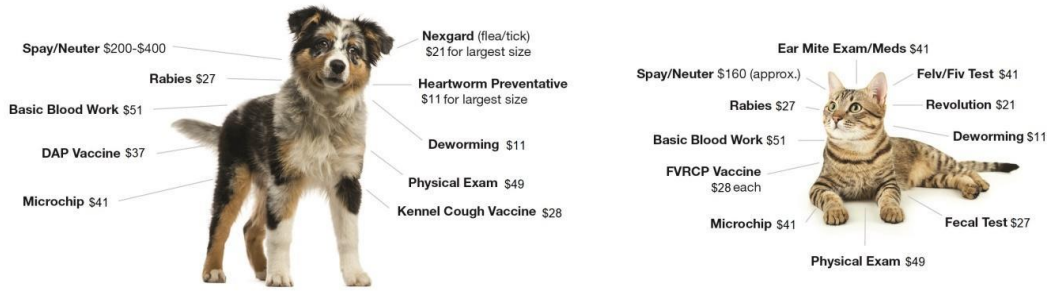 Spay/Neuter $200-$400
Rabies $27
Basic Blood Work $51
DAP Vaccine $37
Microchip $41
Nexgard (flea/tick)
$21 for largest size
Heartworm Preventative
$11 for largest size
Deworming $11
Physical Exam $49
Kennel Cough Vaccine $28
Ear Mite Exam/Meds $41
Spay/Neuter $160 (approx.)
Rabies $27
Basic Blood Work $51
FVRCP Vaccine
$28 each
Microchip $41
Felv/Fiv Test $41
Revolution $21
Deworming $11
Fecal Test $27
Physical Exam $49